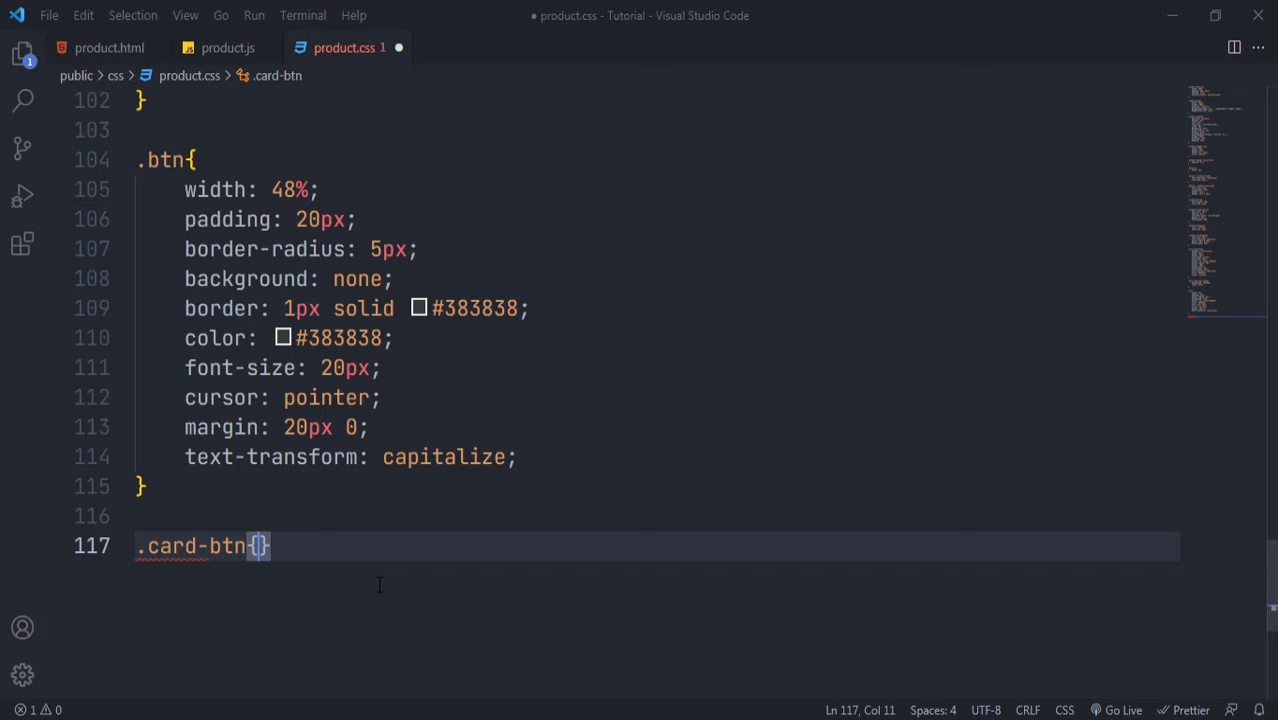 File Edit Selection View Go Run Terminal Help ● product.css - Tutorial - Visual Studio Code
1 product.html product.js product.css 1
public > css > product.css > .card-btn
102 }
103
104 .btn{
105 width: 48%;
106 padding: 20px;
107 border-radius: 5px;
108 background: none;
109 border: 1px solid #383838;
110 color: #383838;
111 font-size: 20px;
112 cursor: pointer;
113 margin: 20px 0;
114 text-transform: capitalize;
115 }
116
117 .card-btn{}
1 0 Ln 117, Col 11 Spaces: 4 UTF-8 CRLF CSS Go Live Prettier